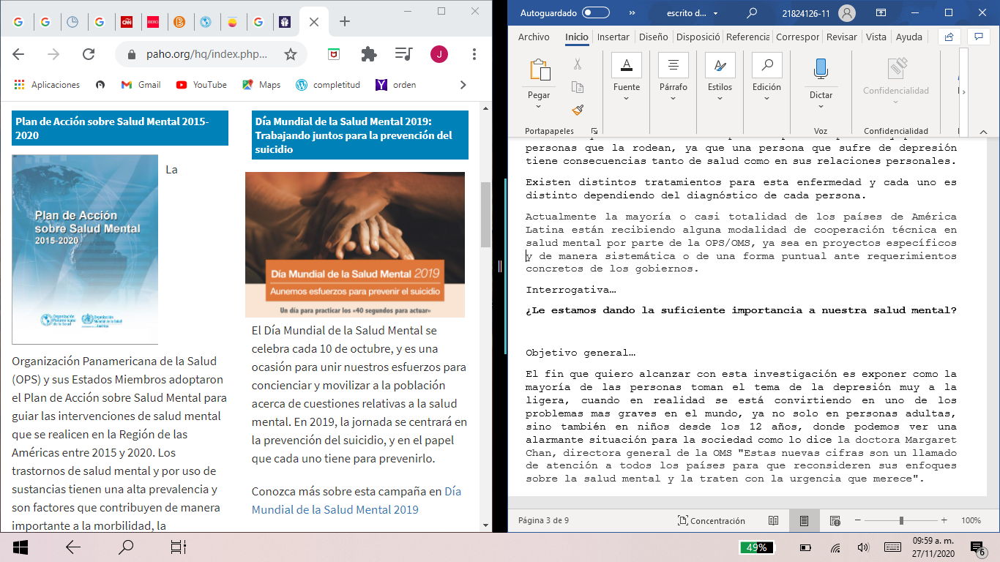 paho.org/hq/index.php...
J
Aplicaciones
Gmail
YouTube
Maps
completitud
orden
Plan de Acción sobre Salud Mental 2015-
2020
Plan de Acción
sobre Salud Mental
2015-2020
La
Organización Panamericana de la Salud
(OPS) y sus Estados Miembros adoptaron
el Plan de Acción sobre Salud Mental para
guiar las intervenciones de salud mental
que se realicen en la Región de las
Américas entre 2015 y 2020. Los
trastornos de salud mental y por uso de
sustancias tienen una alta prevalencia y
son factores que contribuyen de manera
importante a la morbilidad, la
Día Mundial de la Salud Mental 2019:
Trabajando juntos para la prevención del
suicidio
Día Mundial de la Salud Mental 2019
Aunemos esfuerzos para prevenir el suicidio
Un día para practicar los «40 segundos para actuar»
El Día Mundial de la Salud Mental se
celebra cada 10 de octubre, y es una
ocasión para unir nuestros esfuerzos para
concienciar y movilizar a la población
acerca de cuestiones relativas a la salud
mental. En 2019, la jornada se centrará en
la prevención del suicidio, y en el papel
que cada uno tiene para prevenirlo.
Conozca más sobre esta campaña en Día
Mundial de la Salud Mental 2019
Autoguardado
escrito d...
21824126-11
Archivo Inicio Insertar Diseño Disposició Referencia Correspor Revisar Vista Ayuda
Pegar
Fuente
Párrafo
Estilos
Edición
Dictar
Confidencialidad
Portapapeles
Voz
Confidencialidad
personas que la rodean, ya que una persona que sufre de depresión
tiene consecuencias tanto de salud como en sus relaciones personales.
Existen distintos tratamientos para esta enfermedad y cada uno es
distinto dependiendo del diagnóstico de cada persona.
Actualmente la mayoría o casi totalidad de los países de América
Latina están recibiendo alguna modalidad de cooperación técnica en
salud mental por parte de la OPS/OMS, ya sea en proyectos específicos
y de manera sistemática o de una forma puntual ante requerimientos
concretos de los gobiernos.
Interrogativa…
¿Le estamos dando la suficiente importancia a nuestra salud mental?
Objetivo general…
El fin que quiero alcanzar con esta investigación es exponer como la
mayoría de las personas toman el tema de la depresión muy a la
ligera, cuando en realidad se está convirtiendo en uno de los
problemas mas graves en el mundo, ya no solo en personas adultas,
sino también en niños desde los 12 años, donde podemos ver una
alarmante situación para la sociedad como lo dice la doctora Margaret
Chan, directora general de la OMS "Estas nuevas cifras son un llamado
de atención a todos los países para que reconsideren sus enfoques
sobre la salud mental y la traten con la urgencia que merece".
Página 3 de 9
Concentración
100%
49%
09:59 a. m.
27/11/2020
6